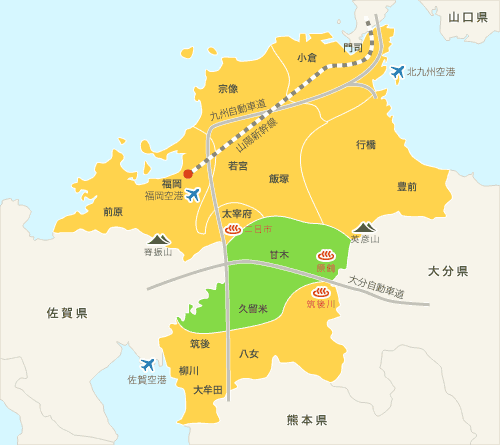 山口県
門司
小倉
北九州空港
宗像
九州自動車道
山陽新幹線
行橋
若宮
飯塚
福岡
福岡空港
豊前
前原
太宰府
二日市
英彦山
脊振山
甘木
原鶴
大分県
大分自動車道
筑後川
久留米
佐賀県
筑後
八女
佐賀空港
柳川
大牟田
熊本県